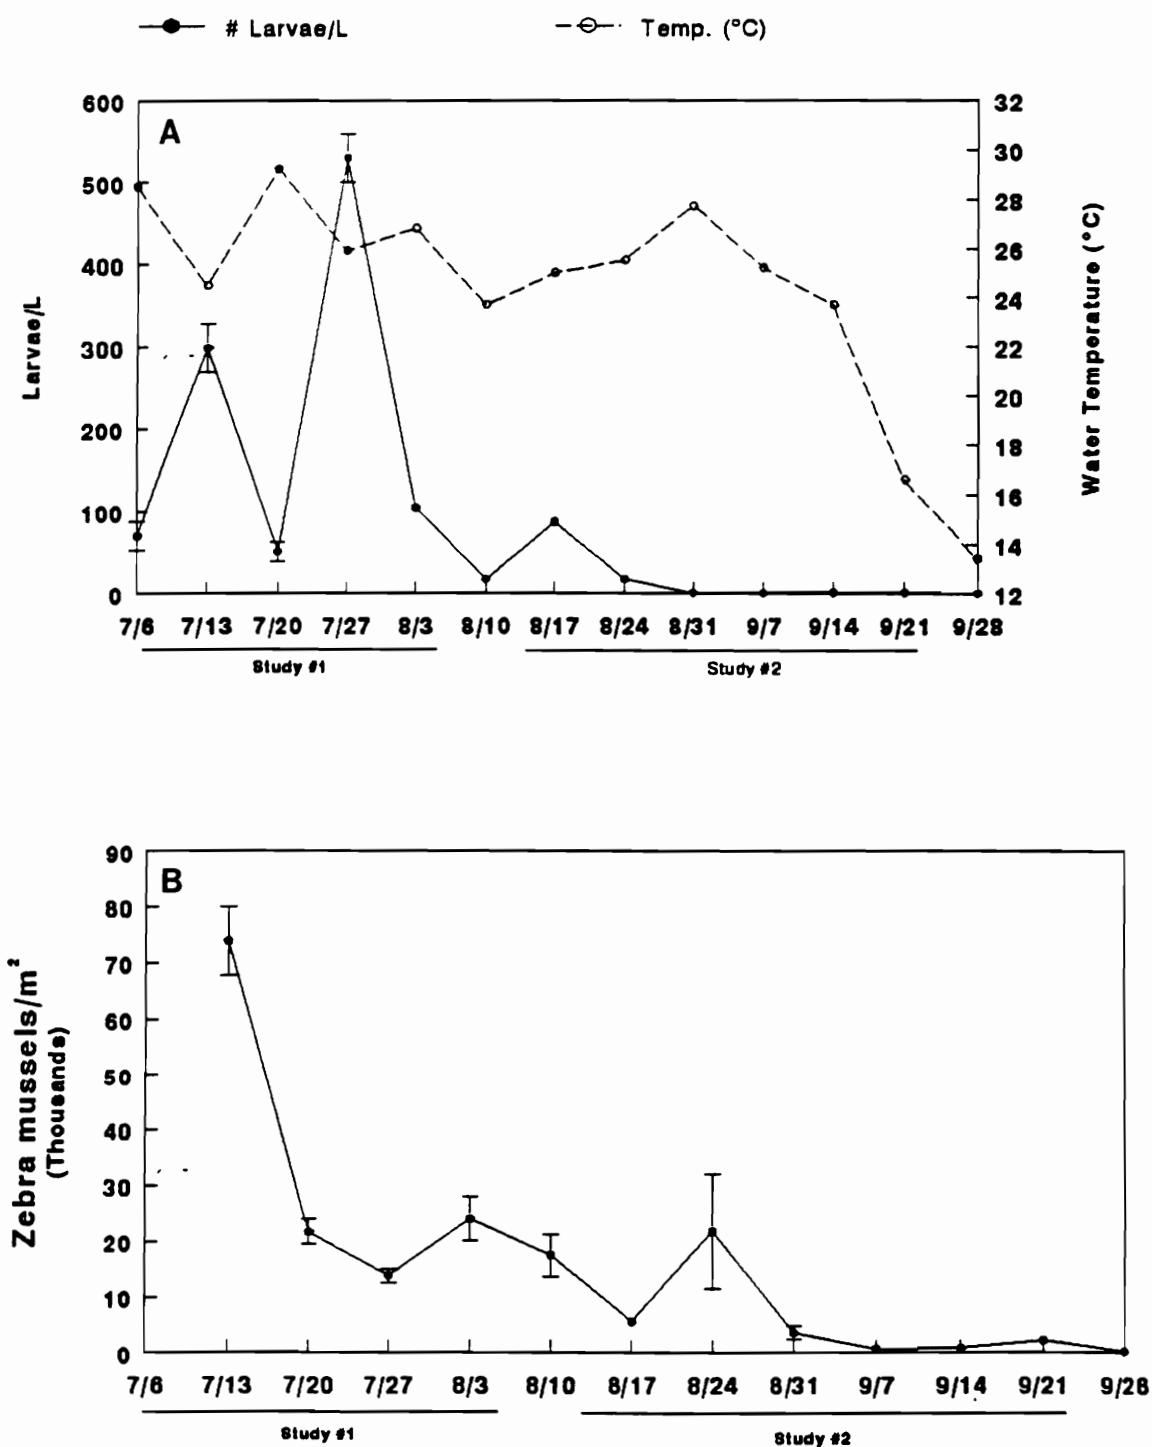 # Larvae/L Temp. (°C)
A
600
500
400
300
200
100
0
Larvae/L
32
30
28
26
24
22
20
18
16
14
12
Water Temperature (°C)
7/6 7/13 7/20 7/27 8/3 8/10 8/17 8/24 8/31 9/7 9/14 9/21 9/28
Study #1 Study #2
B
90
80
70
60
50
40
30
20
10
0
Zebra mussels/m²
(Thousands)
7/6 7/13 7/20 7/27 8/3 8/10 8/17 8/24 8/31 9/7 9/14 9/21 9/28
Study #1 Study #2